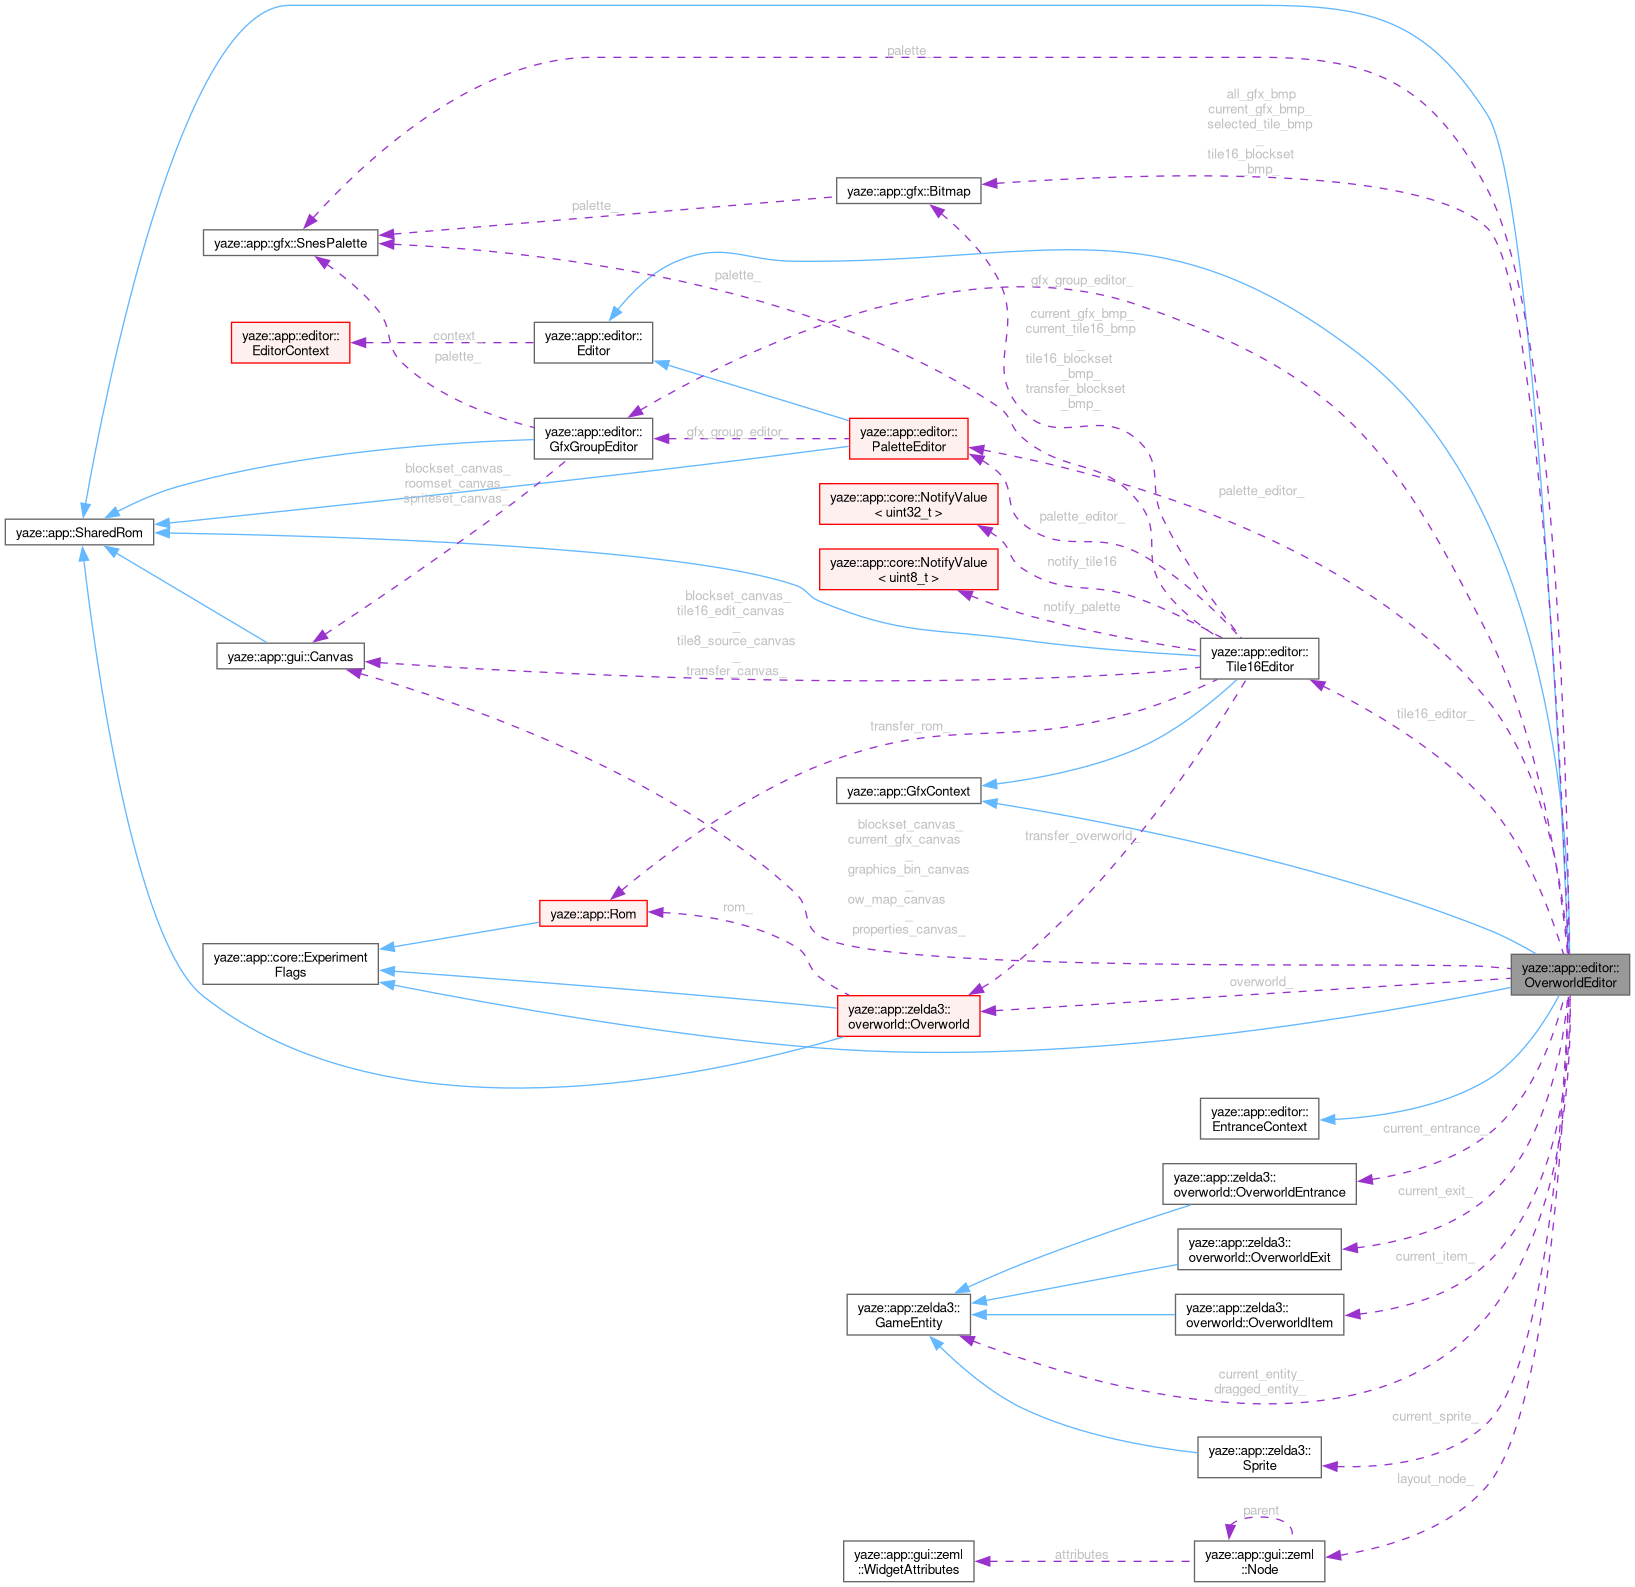 palette_
all_gfx_bmp
current_gfx_bmp_
selected_tile_bmp
_
tile16_blockset
_bmp_
yaze::app::gfx::Bitmap
palette_
yaze::app::gfx::SnesPalette
palette_
gfx_group_editor_
current_gfx_bmp_
current_tile16_bmp
_
tile16_blockset
_bmp_
transfer_blockset
_bmp_
yaze::app::editor::
EditorContext
context_
palette_
yaze::app::editor::
Editor
yaze::app::editor::
GfxGroupEditor
gfx_group_editor_
yaze::app::editor::
PaletteEditor
blockset_canvas_
roomset_canvas_
spriteset_canvas_
yaze::app::core::NotifyValue
< uint32_t >
palette_editor_
palette_editor_
yaze::app::SharedRom
yaze::app::core::NotifyValue
< uint8_t >
notify_tile16
notify_palette
blockset_canvas_
tile16_edit_canvas
_
tile8_source_canvas
_
transfer_canvas_
yaze::app::gui::Canvas
yaze::app::editor::
Tile16Editor
tile16_editor_
transfer_rom_
yaze::app::GfxContext
transfer_overworld_
blockset_canvas_
current_gfx_canvas
_
graphics_bin_canvas
_
ow_map_canvas
_
properties_canvas_
yaze::app::Rom
rom_
yaze::app::core::Experiment
Flags
yaze::app::zelda3::
overworld::Overworld
overworld_
yaze::app::editor::
OverworldEditor
yaze::app::editor::
EntranceContext
current_entrance_
yaze::app::zelda3::
overworld::OverworldEntrance
current_exit_
yaze::app::zelda3::
overworld::OverworldExit
current_item_
yaze::app::zelda3::
GameEntity
yaze::app::zelda3::
overworld::OverworldItem
current_entity_
dragged_entity_
current_sprite_
yaze::app::zelda3::
Sprite
layout_node_
parent
yaze::app::gui::zeml
::WidgetAttributes
attributes
yaze::app::gui::zeml
::Node